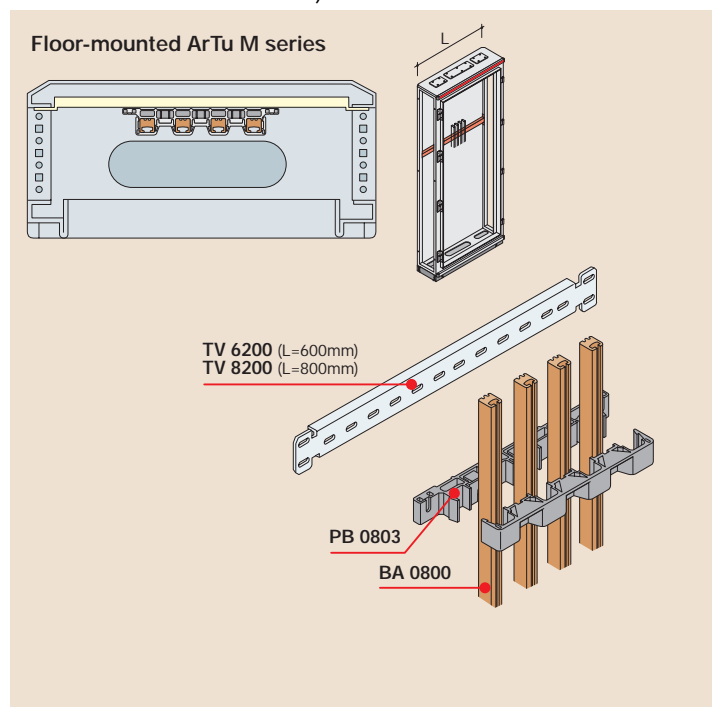 Floor-mounted ArTu M series
L
TV 6200 (L=600mm)
TV 8200 (L=800mm)
PB 0803
BA 0800